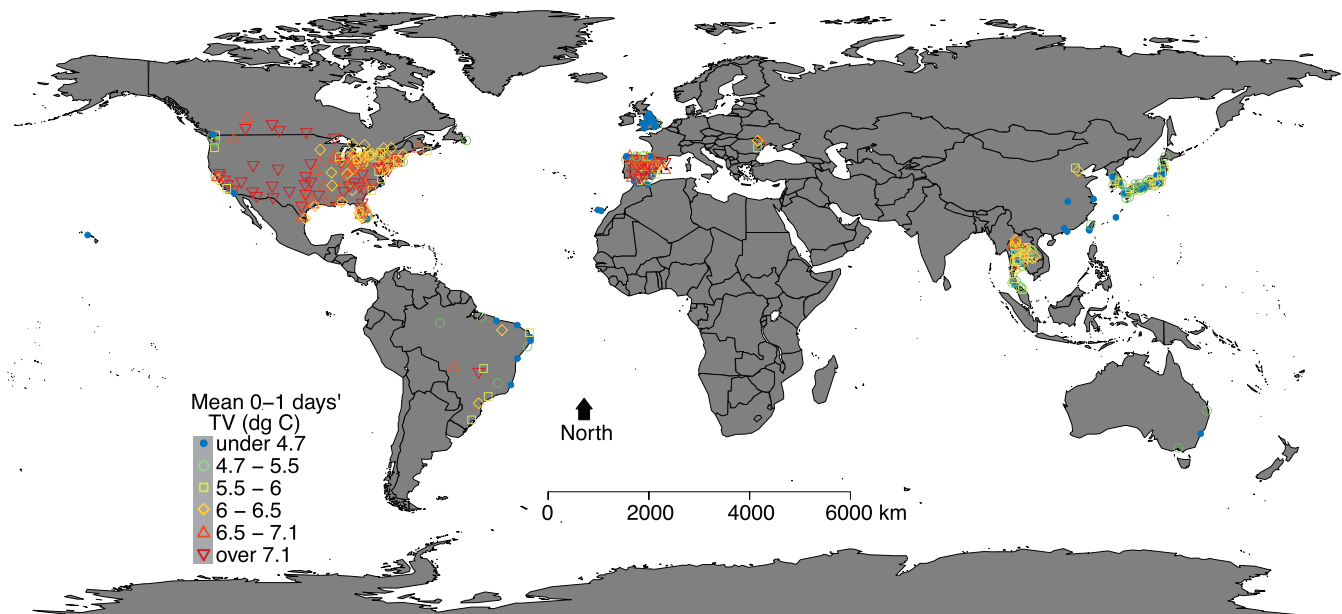 Mean 0–1 days'
TV (dg C)
under 4.7
4.7 – 5.5
5.5 – 6
6 – 6.5
6.5 – 7.1
over 7.1
North
0 2000 4000 6000 km